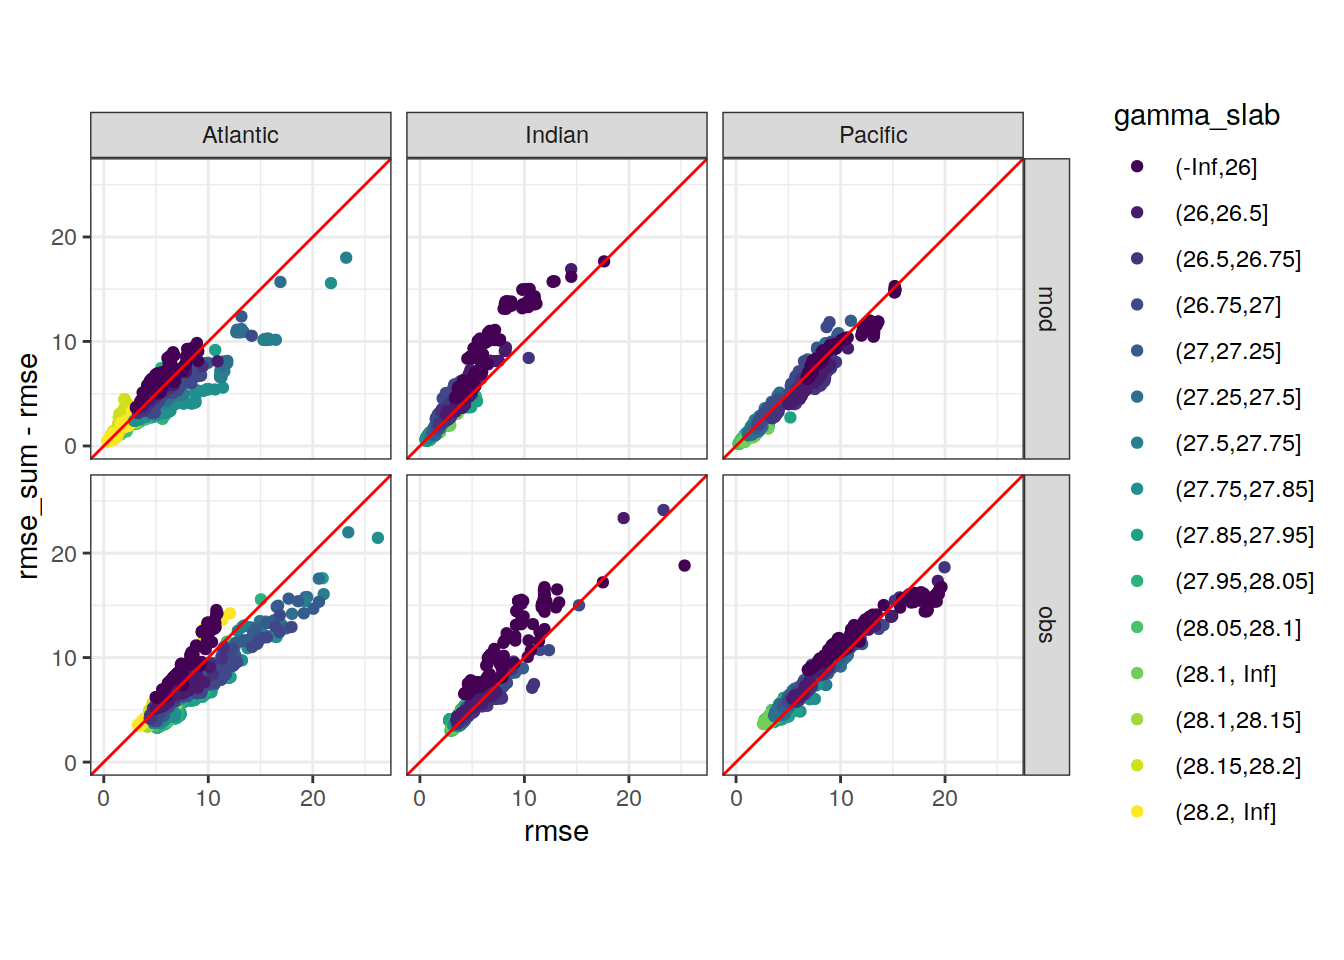 Atlantic
Indian
Pacific
mod
obs
20
10
0
20
10
0
0
10
20
0
10
20
0
10
20
rmse_sum - rmse
rmse
gamma_slab
(-Inf,26]
(26,26.5]
(26.5,26.75]
(26.75,27]
(27,27.25]
(27.25,27.5]
(27.5,27.75]
(27.75,27.85]
(27.85,27.95]
(27.95,28.05]
(28.05,28.1]
(28.1, Inf]
(28.1,28.15]
(28.15,28.2]
(28.2, Inf]